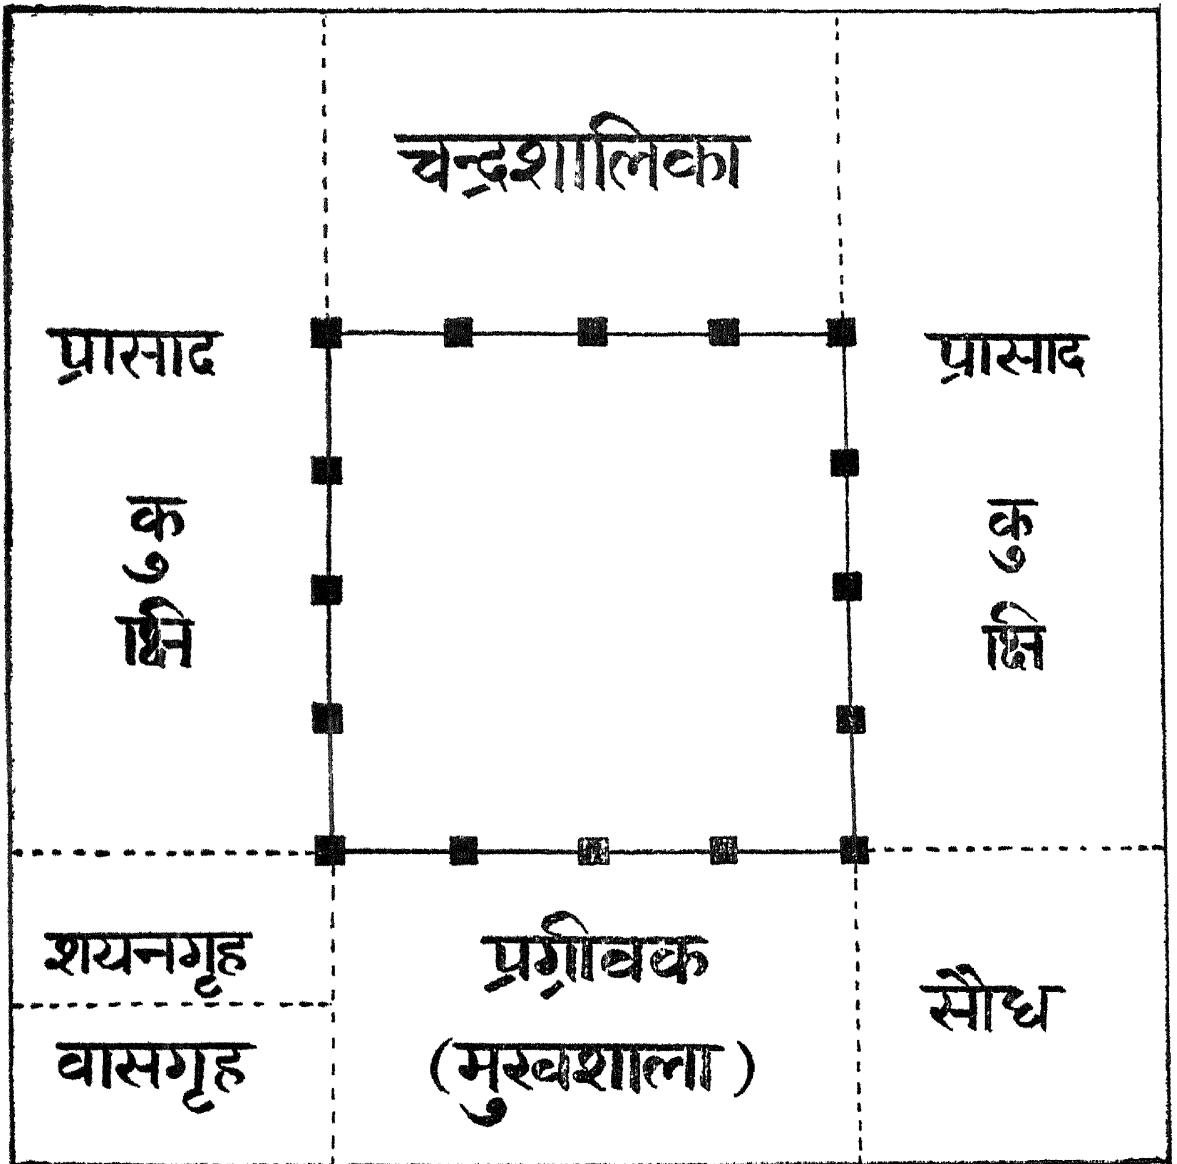 चन्द्रशालिका
प्रासाद
कु
क्षि
प्रासाद
कु
क्षि
शयनगृह
वासगृह
प्रग्रीवक
(मुखशाला)
सौध